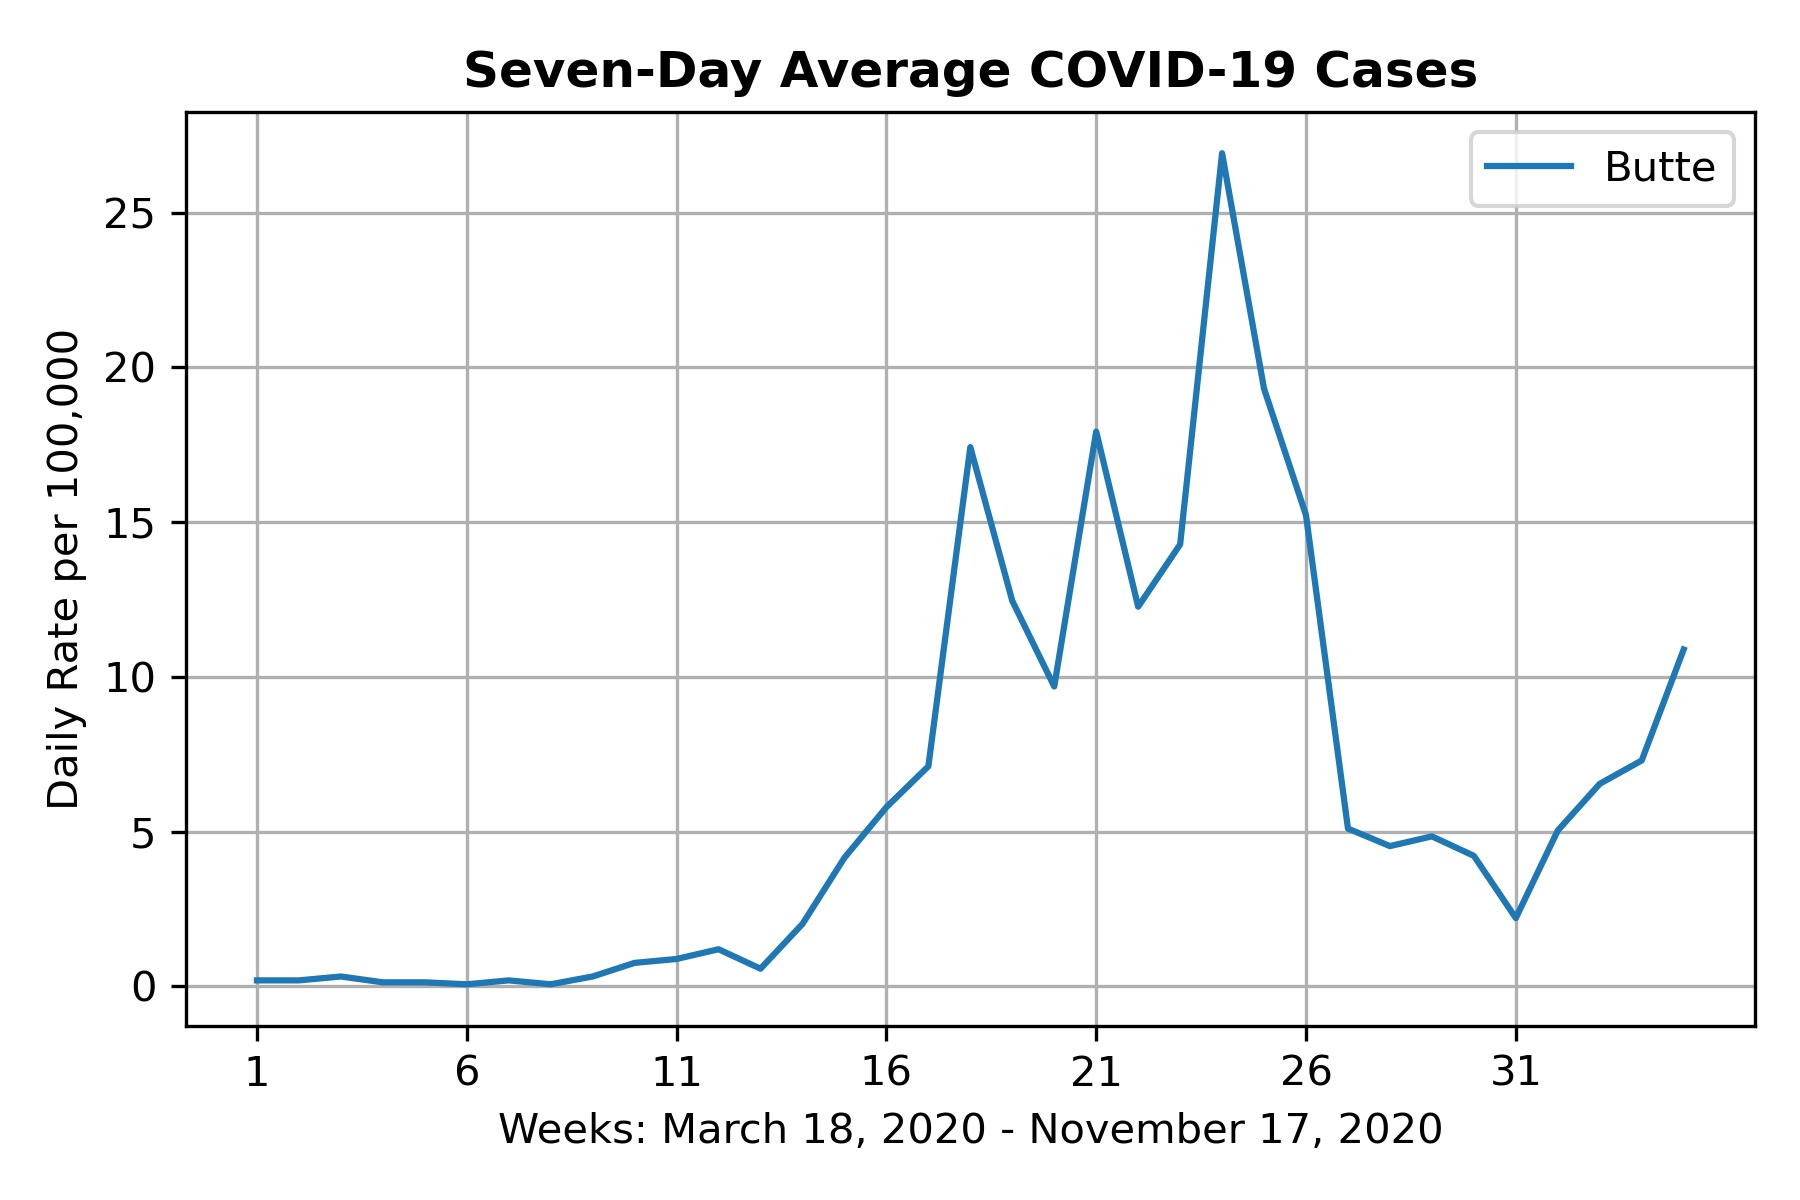 Seven-Day Average COVID-19 Cases
Butte
Daily Rate per 100,000
25
20
15
10
5
0
1 6 11 16 21 26 31
Weeks: March 18, 2020 - November 17, 2020